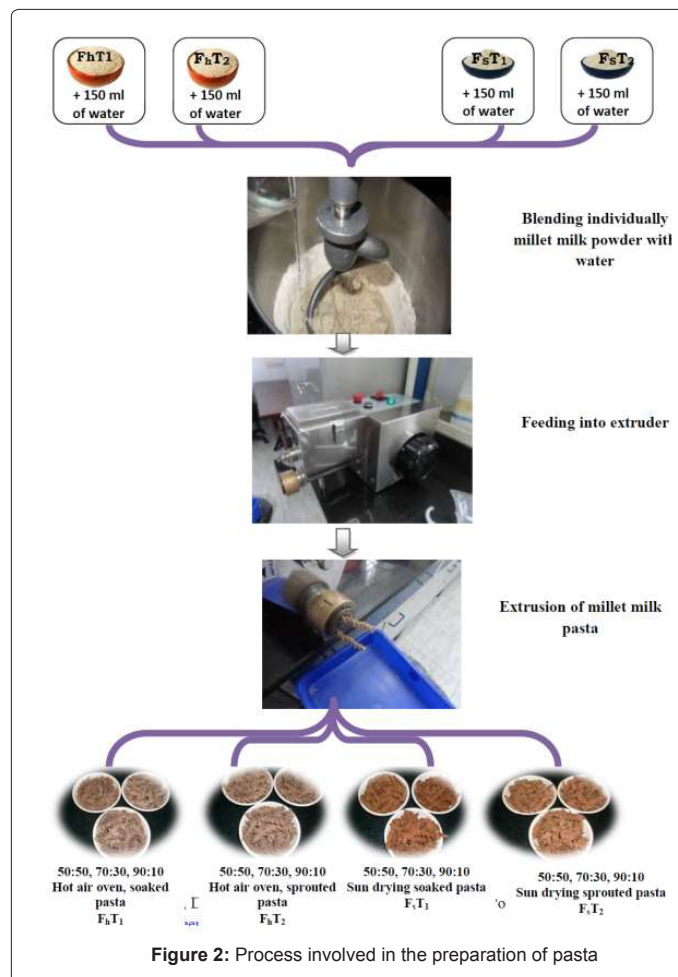 FhT1
+ 150 ml
of water
FhT2
+ 150 ml
of water
FsT1
+ 150 ml
of water
FsT2
+ 150 ml
of water
Blending individually
millet milk powder with
water
Feeding into extruder
Extrusion of millet milk
pasta
50:50, 70:30, 90:10
Hot air oven, soaked
pasta
FhT1
50:50, 70:30, 90:10
Hot air oven, sprouted
pasta
FhT2
50:50, 70:30, 90:10
Sun drying soaked pasta
FsT1
50:50, 70:30, 90:10
Sun drying sprouted pasta
FsT2
Figure 2: Process involved in the preparation of pasta